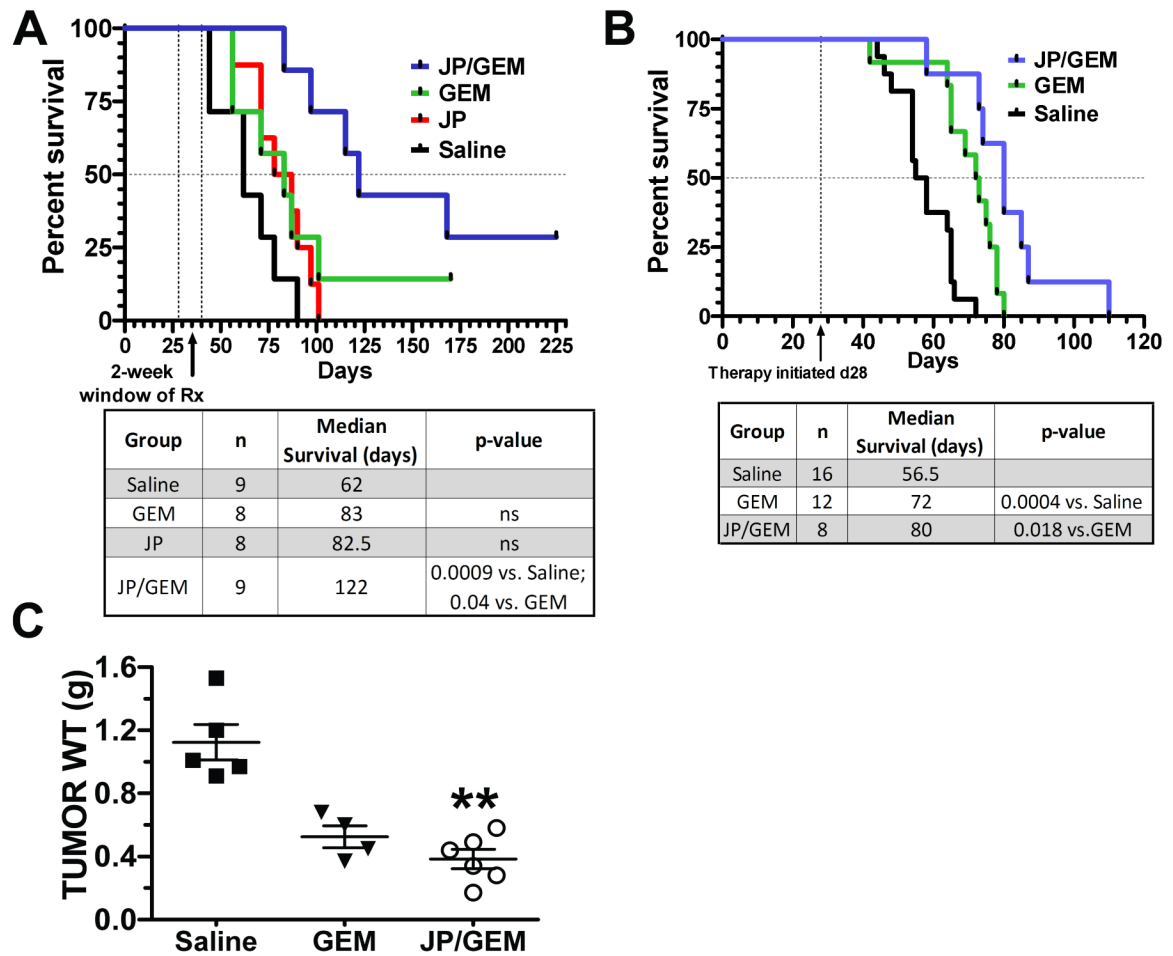 A
100
75
50
25
0
Percent survival
JP/GEM
GEM
JP
Saline
0 25 50 75 100 125 150 175 200 225
Days
2-week
window of Rx
Group n Median Survival (days) p-value
Saline 9 62
GEM 8 83 ns
JP 8 82.5 ns
JP/GEM 9 122 0.0009 vs. Saline;
0.04 vs. GEM
B
100
75
50
25
0
Percent survival
JP/GEM
GEM
Saline
0 20 40 60 80 100 120
Days
Therapy initiated d28
Group n Median Survival (days) p-value
Saline 16 56.5
GEM 12 72 0.0004 vs. Saline
JP/GEM 8 80 0.018 vs.GEM
C
1.6
1.2
0.8
0.4
0.0
TUMOR WT (g)
**
Saline GEM JP/GEM